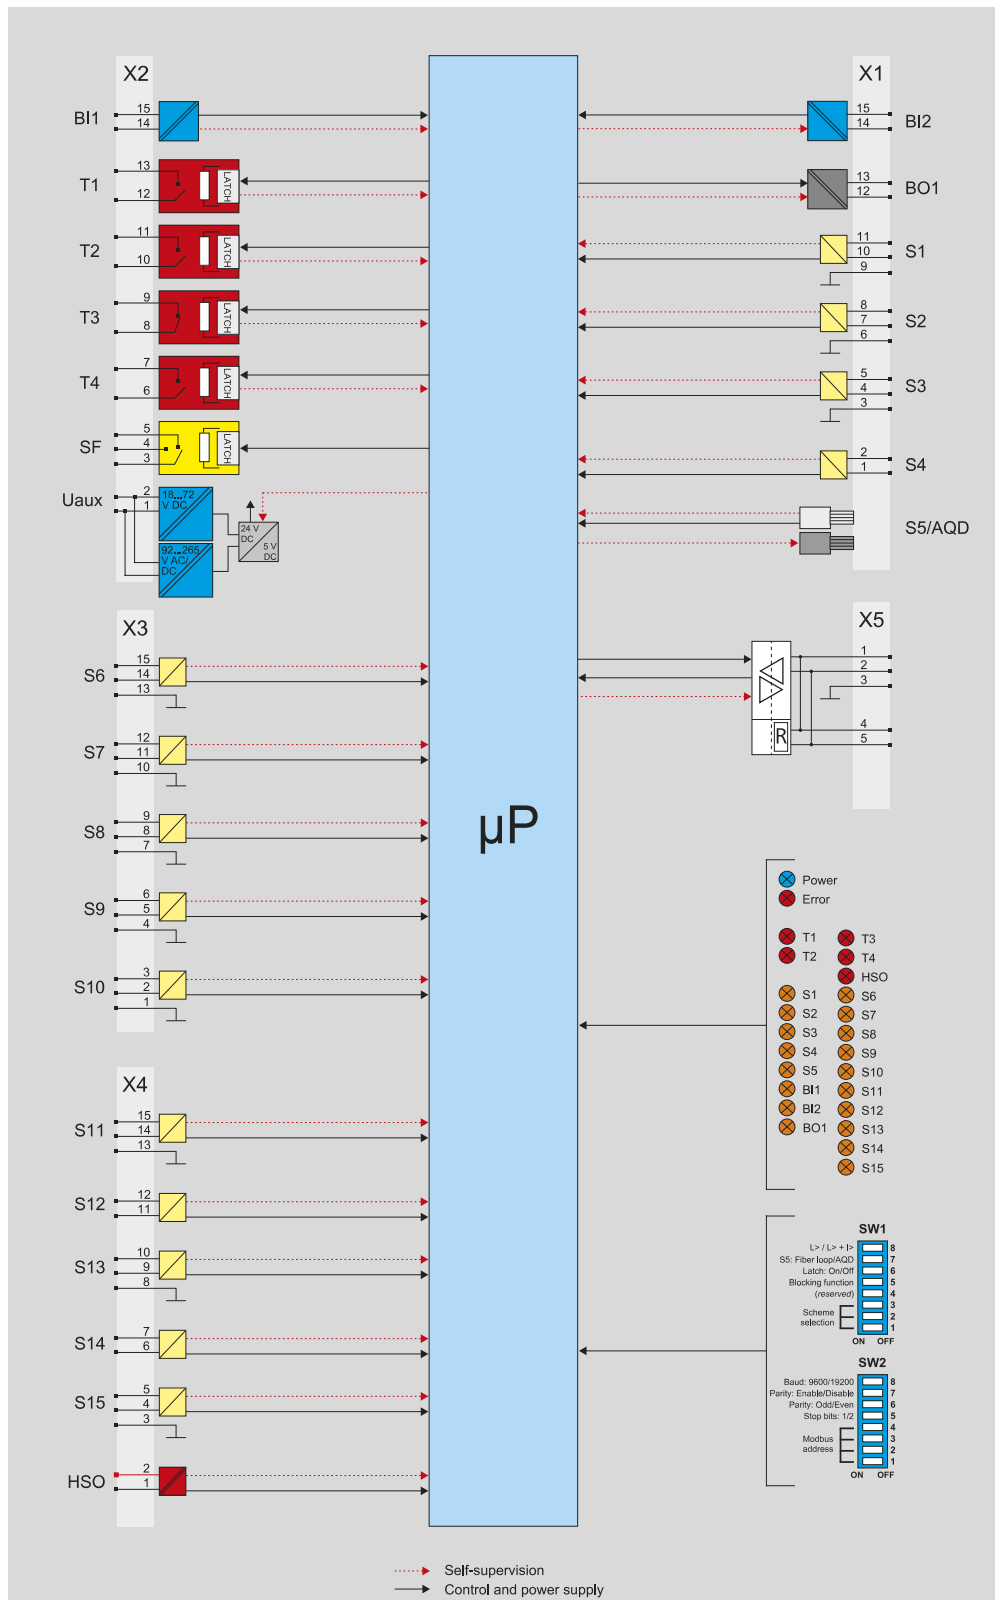 X2
BI1
15
14
T1
13
12
LATCH
T2
11
10
LATCH
T3
9
8
LATCH
T4
7
6
LATCH
SF
5
4
3
LATCH
Uaux
2
1
18...72
V DC
92...265
V AC/
DC
24 V
DC
5 V
DC
X3
S6
15
14
13
S7
12
11
10
S8
9
8
7
S9
6
5
4
S10
3
2
1
X4
S11
15
14
13
S12
12
11
S13
10
9
8
S14
7
6
S15
5
4
3
HSO
2
1
µP
X1
15
14
BI2
13
12
BO1
11
10
9
S1
8
7
6
S2
5
4
3
S3
2
1
S4
S5/AQD
X5
1
2
3
4
5
R
Power
Error
T1
T2
S1
S2
S3
S4
S5
BI1
BI2
BO1
T3
T4
HSO
S6
S7
S8
S9
S10
S11
S12
S13
S14
S15
SW1
L> / L> + I> 8
S5: Fiber loop/AQD 7
Latch: On/Off 6
Blocking function 5
(reserved) 4
3
Scheme
selection
2
1
ON OFF
SW2
Baud: 9600/19200 8
Parity: Enable/Disable 7
Parity: Odd/Even 6
Stop bits: 1/2 5
4
Modbus
address
3
2
1
ON OFF
Self-supervision
Control and power supply